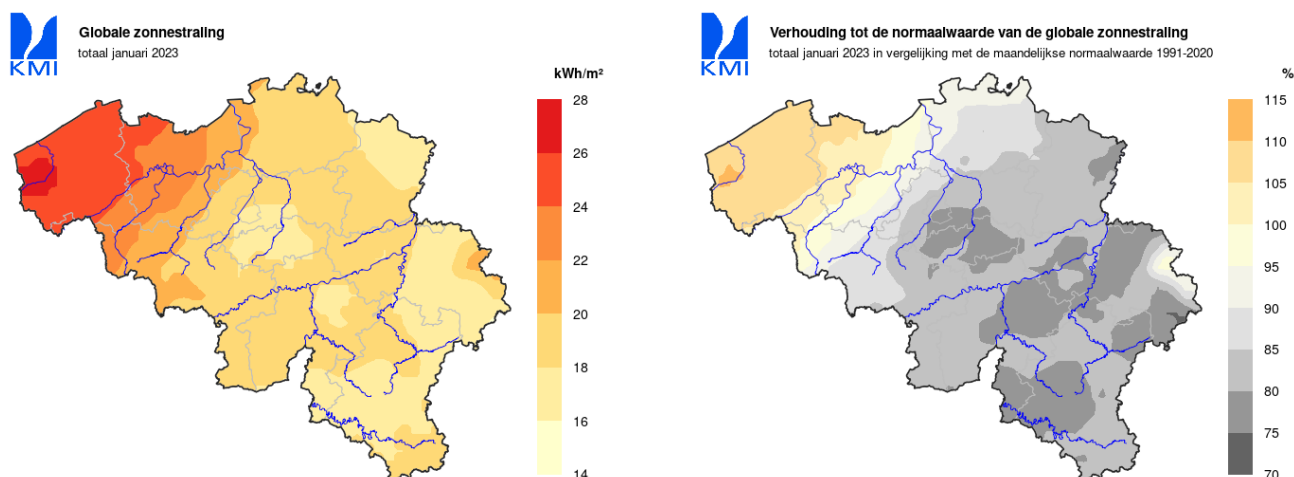 KMI
Globale zonnestraling
totaal januari 2023
kWh/m²
28
26
24
22
20
18
16
14
KMI
Verhouding tot de normaalwaarde van de globale zonnestraling
totaal januari 2023 in vergelijking met de maandelijkse normaalwaarde 1991-2020
%
115
110
105
100
95
90
85
80
75
70